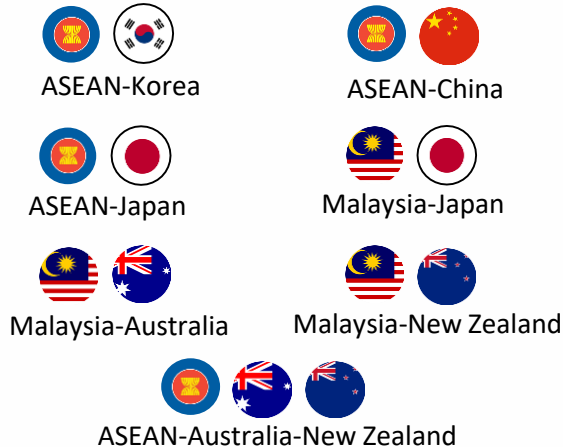 ASEAN-Korea
ASEAN-China
ASEAN-Japan
Malaysia-Japan
Malaysia-Australia
Malaysia-New Zealand
ASEAN-Australia-New Zealand